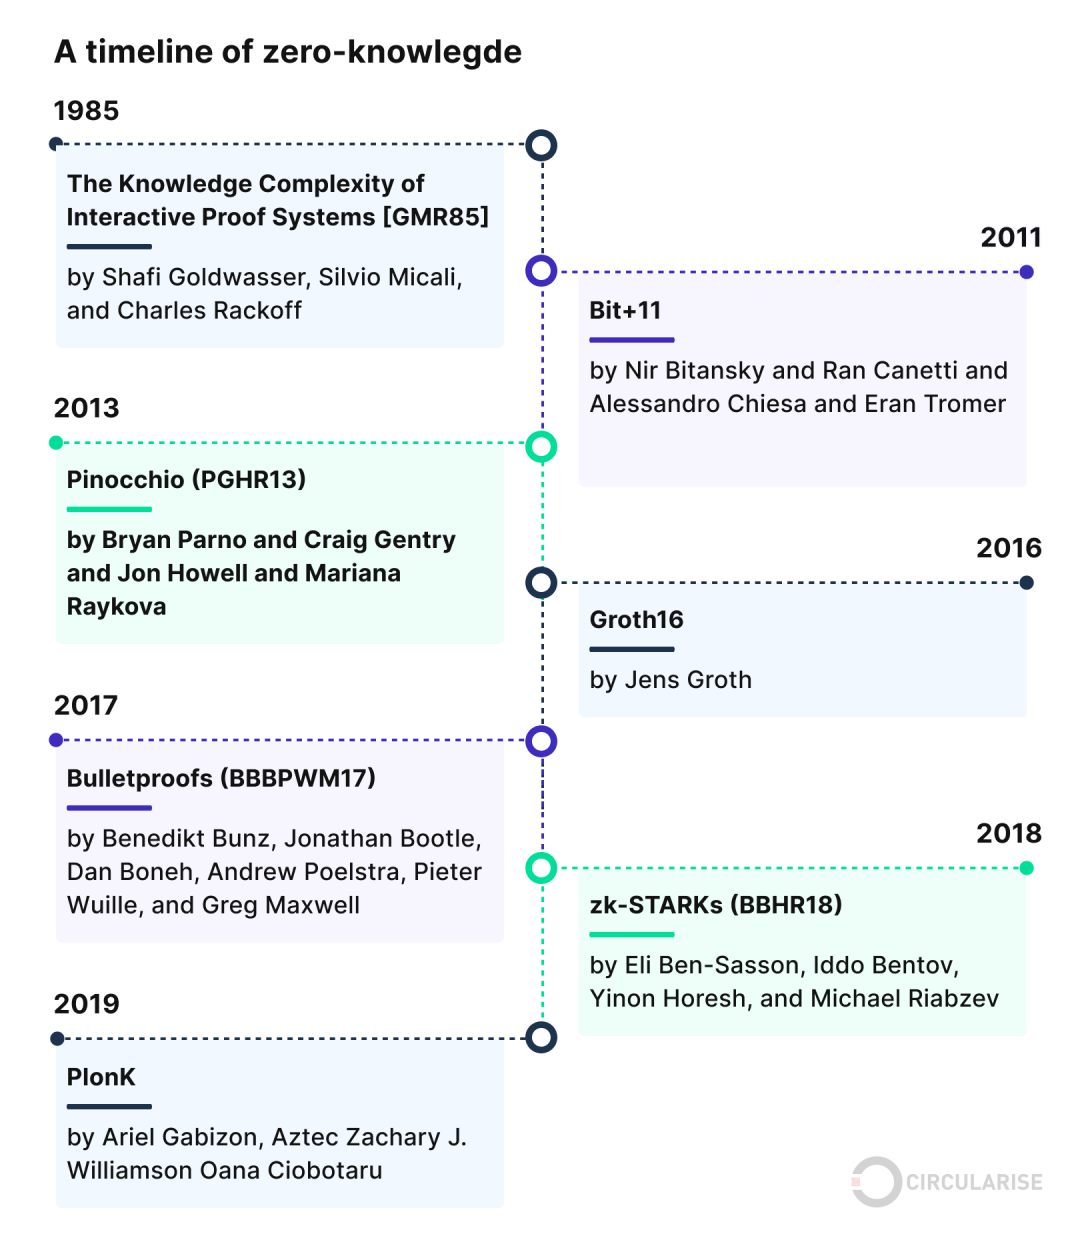 A timeline of zero-knowlegde
1985
The Knowledge Complexity of
Interactive Proof Systems [GMR85]
by Shafi Goldwasser, Silvio Micali,
and Charles Rackoff
2011
Bit+11
by Nir Bitansky and Ran Canetti and
Alessandro Chiesa and Eran Tromer
2013
Pinocchio (PGHR13)
by Bryan Parno and Craig Gentry
and Jon Howell and Mariana
Raykova
2016
Groth16
by Jens Groth
2017
Bulletproofs (BBBPWM17)
by Benedikt Bunz, Jonathan Bootle,
Dan Boneh, Andrew Poelstra, Pieter
Wuille, and Greg Maxwell
2018
zk-STARKs (BBHR18)
by Eli Ben-Sasson, Iddo Bentov,
Yinon Horesh, and Michael Riabzev
2019
PlonK
by Ariel Gabizon, Aztec Zachary J.
Williamson Oana Ciobotaru
CIRCULARISE